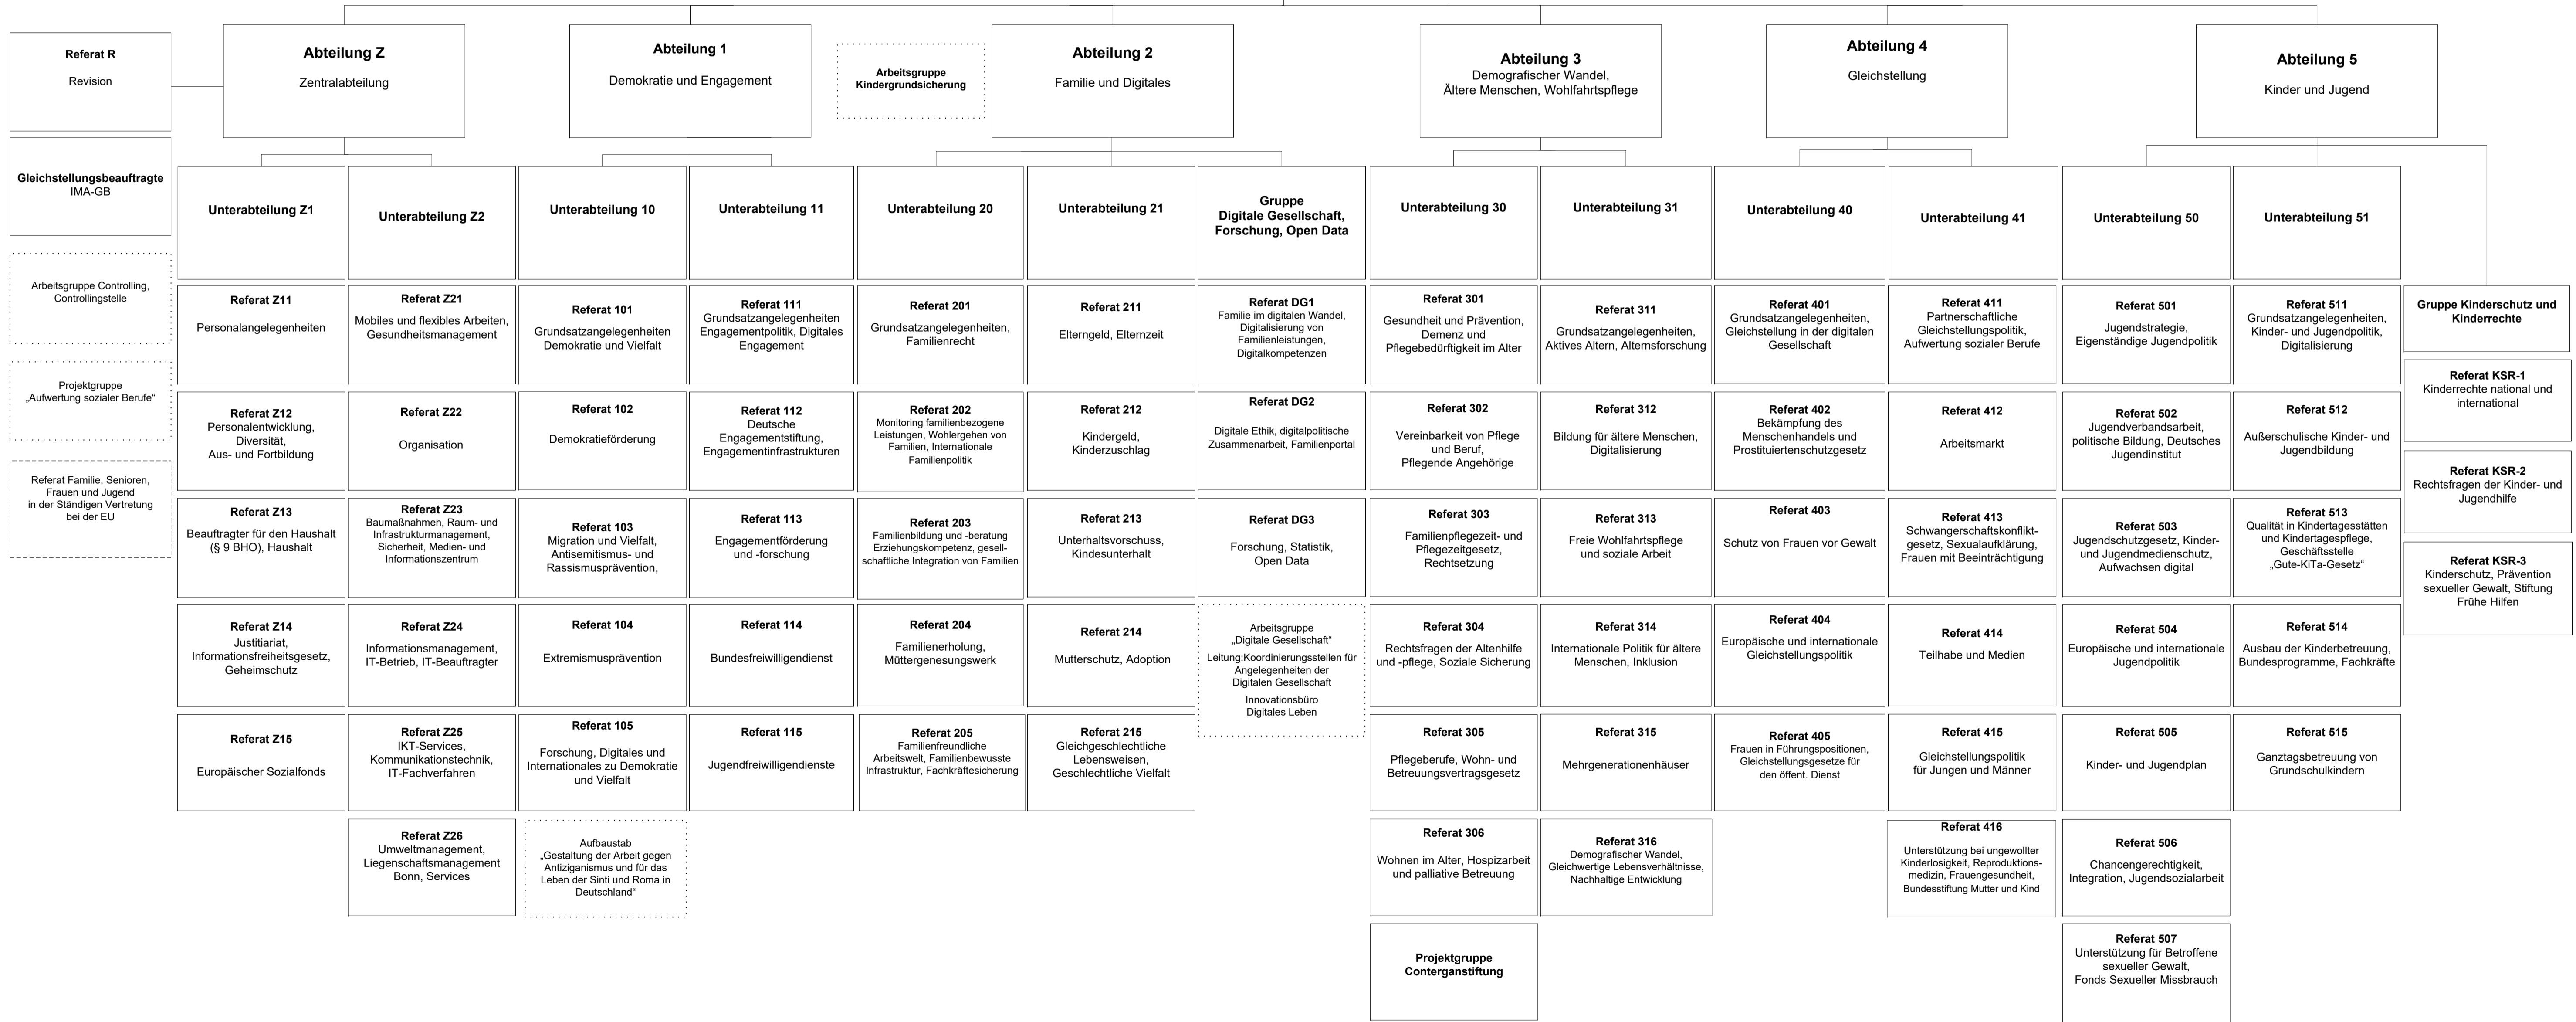 Referat R
Revision
Abteilung Z
Zentralabteilung
Abteilung 1
Demokratie und Engagement
Arbeitsgruppe
Kindergrundsicherung
Abteilung 2
Familie und Digitales
Abteilung 3
Demografischer Wandel,
Ältere Menschen, Wohlfahrtspflege
Abteilung 4
Gleichstellung
Abteilung 5
Kinder und Jugend
Gleichstellungsbeauftragte
IMA-GB
Arbeitsgruppe Controlling,
Controllingstelle
Projektgruppe
„Aufwertung sozialer Berufe“
Referat Familie, Senioren,
Frauen und Jugend
in der Ständigen Vertretung
bei der EU
Unterabteilung Z1
Referat Z11
Personalangelegenheiten
Referat Z12
Personalentwicklung,
Diversität,
Aus- und Fortbildung
Referat Z13
Beauftragter für den Haushalt
(§ 9 BHO), Haushalt
Referat Z14
Justitiariat,
Informationsfreiheitsgesetz,
Geheimschutz
Referat Z15
Europäischer Sozialfonds
Unterabteilung Z2
Referat Z21
Mobiles und flexibles Arbeiten,
Gesundheitsmanagement
Referat Z22
Organisation
Referat Z23
Baumaßnahmen, Raum- und
Infrastrukturmanagement,
Sicherheit, Medien- und
Informationszentrum
Referat Z24
Informationsmanagement,
IT-Betrieb, IT-Beauftragter
Referat Z25
IKT-Services,
Kommunikationstechnik,
IT-Fachverfahren
Referat Z26
Umweltmanagement,
Liegenschaftsmanagement
Bonn, Services
Unterabteilung 10
Referat 101
Grundsatzangelegenheiten
Demokratie und Vielfalt
Referat 102
Demokratieförderung
Referat 103
Migration und Vielfalt,
Antisemitismus- und
Rassismusprävention,
Referat 104
Extremismusprävention
Referat 105
Forschung, Digitales und
Internationales zu Demokratie
und Vielfalt
Aufbaustab
„Gestaltung der Arbeit gegen
Antiziganismus und für das
Leben der Sinti und Roma in
Deutschland“
Unterabteilung 11
Referat 111
Grundsatzangelegenheiten
Engagementpolitik, Digitales
Engagement
Referat 112
Deutsche
Engagementstiftung,
Engagementinfrastrukturen
Referat 113
Engagementförderung
und -forschung
Referat 114
Bundesfreiwilligendienst
Referat 115
Jugendfreiwilligendienste
Unterabteilung 20
Referat 201
Grundsatzangelegenheiten,
Familienrecht
Referat 202
Monitoring familienbezogene
Leistungen, Wohlergehen von
Familien, Internationale
Familienpolitik
Referat 203
Familienbildung und -beratung
Erziehungskompetenz, gesell-
schaftliche Integration von Familien
Referat 204
Familienerholung,
Müttergenesungswerk
Referat 205
Familienfreundliche
Arbeitswelt, Familienbewusste
Infrastruktur, Fachkräftesicherung
Unterabteilung 21
Referat 211
Elterngeld, Elternzeit
Referat 212
Kindergeld,
Kinderzuschlag
Referat 213
Unterhaltsvorschuss,
Kindesunterhalt
Referat 214
Mutterschutz, Adoption
Referat 215
Gleichgeschlechtliche
Lebensweisen,
Geschlechtliche Vielfalt
Gruppe
Digitale Gesellschaft,
Forschung, Open Data
Referat DG1
Familie im digitalen Wandel,
Digitalisierung von
Familienleistungen,
Digitalkompetenzen
Referat DG2
Digitale Ethik, digitalpolitische
Zusammenarbeit, Familienportal
Referat DG3
Forschung, Statistik,
Open Data
Arbeitsgruppe
„Digitale Gesellschaft“
Leitung:Koordinierungsstellen für
Angelegenheiten der
Digitalen Gesellschaft
Innovationsbüro
Digitales Leben
Unterabteilung 30
Referat 301
Gesundheit und Prävention,
Demenz und
Pflegebedürftigkeit im Alter
Referat 302
Vereinbarkeit von Pflege
und Beruf,
Pflegende Angehörige
Referat 303
Familienpflegezeit- und
Pflegezeitgesetz,
Rechtsetzung
Referat 304
Rechtsfragen der Altenhilfe
und -pflege, Soziale Sicherung
Referat 305
Pflegeberufe, Wohn- und
Betreuungsvertragsgesetz
Referat 306
Wohnen im Alter, Hospizarbeit
und palliative Betreuung
Projektgruppe
Conterganstiftung
Unterabteilung 31
Referat 311
Grundsatzangelegenheiten,
Aktives Altern, Alternsforschung
Referat 312
Bildung für ältere Menschen,
Digitalisierung
Referat 313
Freie Wohlfahrtspflege
und soziale Arbeit
Referat 314
Internationale Politik für ältere
Menschen, Inklusion
Referat 315
Mehrgenerationenhäuser
Referat 316
Demografischer Wandel,
Gleichwertige Lebensverhältnisse,
Nachhaltige Entwicklung
Unterabteilung 40
Referat 401
Grundsatzangelegenheiten,
Gleichstellung in der digitalen
Gesellschaft
Referat 402
Bekämpfung des
Menschenhandels und
Prostituiertenschutzgesetz
Referat 403
Schutz von Frauen vor Gewalt
Referat 404
Europäische und internationale
Gleichstellungspolitik
Referat 405
Frauen in Führungspositionen,
Gleichstellungsgesetze für
den öffent. Dienst
Unterabteilung 41
Referat 411
Partnerschaftliche
Gleichstellungspolitik,
Aufwertung sozialer Berufe
Referat 412
Arbeitsmarkt
Referat 413
Schwangerschaftskonflikt-
gesetz, Sexualaufklärung,
Frauen mit Beeinträchtigung
Referat 414
Teilhabe und Medien
Referat 415
Gleichstellungspolitik
für Jungen und Männer
Referat 416
Unterstützung bei ungewollter
Kinderlosigkeit, Reproduktions-
medizin, Frauengesundheit,
Bundesstiftung Mutter und Kind
Unterabteilung 50
Referat 501
Jugendstrategie,
Eigenständige Jugendpolitik
Referat 502
Jugendverbandsarbeit,
politische Bildung, Deutsches
Jugendinstitut
Referat 503
Jugendschutzgesetz, Kinder-
und Jugendmedienschutz,
Aufwachsen digital
Referat 504
Europäische und internationale
Jugendpolitik
Referat 505
Kinder- und Jugendplan
Referat 506
Chancengerechtigkeit,
Integration, Jugendsozialarbeit
Referat 507
Unterstützung für Betroffene
sexueller Gewalt,
Fonds Sexueller Missbrauch
Unterabteilung 51
Referat 511
Grundsatzangelegenheiten,
Kinder- und Jugendpolitik,
Digitalisierung
Referat 512
Außerschulische Kinder- und
Jugendbildung
Referat 513
Qualität in Kindertagesstätten
und Kindertagespflege,
Geschäftsstelle
„Gute-KiTa-Gesetz“
Referat 514
Ausbau der Kinderbetreuung,
Bundesprogramme, Fachkräfte
Referat 515
Ganztagsbetreuung von
Grundschulkindern
Gruppe Kinderschutz und
Kinderrechte
Referat KSR-1
Kinderrechte national und
international
Referat KSR-2
Rechtsfragen der Kinder- und
Jugendhilfe
Referat KSR-3
Kinderschutz, Prävention
sexueller Gewalt, Stiftung
Frühe Hilfen